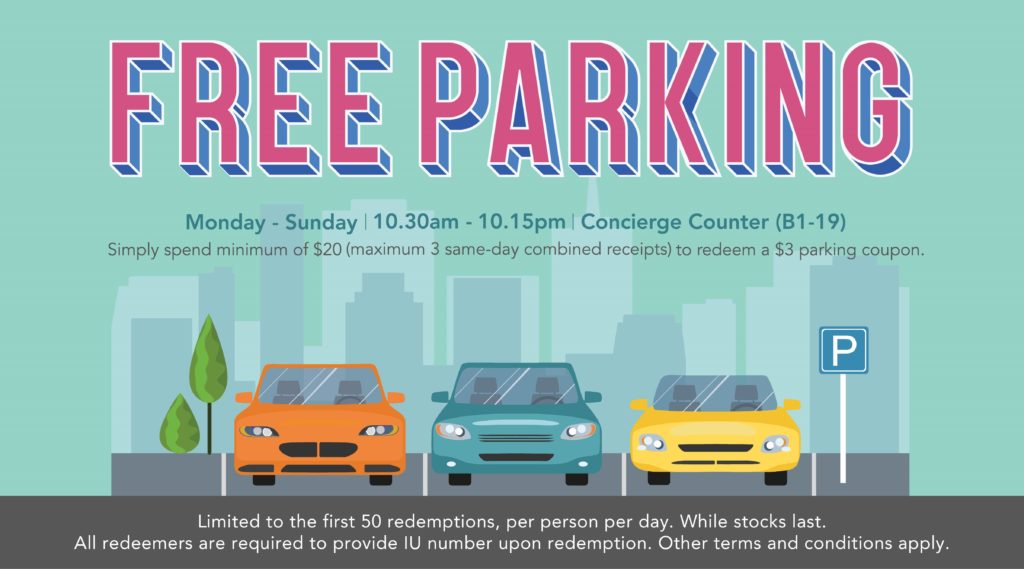 FREE PARKING
Monday - Sunday | 10.30am - 10.15pm | Concierge Counter (B1-19)
Simply spend minimum of $20 (maximum 3 same-day combined receipts) to redeem a $3 parking coupon.
P
Limited to the first 50 redemptions, per person per day. While stocks last.
All redeemers are required to provide IU number upon redemption. Other terms and conditions apply.